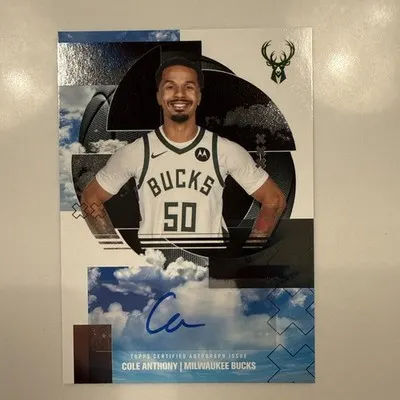 BUCKS
50
TOPPS CERTIFIED AUTOGRAPH ISSUE
COLE ANTHONY | MILWAUKEE BUCKS